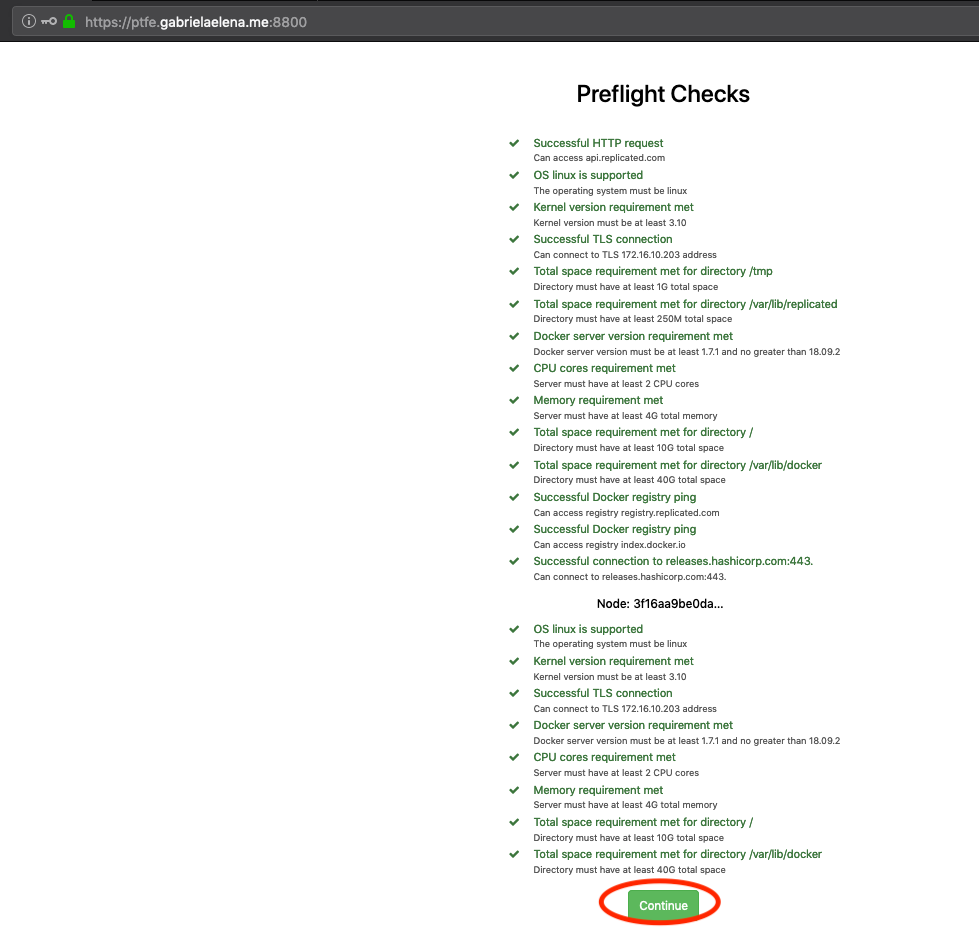 https://ptfe.gabrielaelena.me:8800
Preflight Checks
Successful HTTP request
Can access api.replicated.com
OS linux is supported
The operating system must be linux
Kernel version requirement met
Kernel version must be at least 3.10
Successful TLS connection
Can connect to TLS 172.16.10.203 address
Total space requirement met for directory /tmp
Directory must have at least 1G total space
Total space requirement met for directory /var/lib/replicated
Directory must have at least 250M total space
Docker server version requirement met
Docker server version must be at least 1.7.1 and no greater than 18.09.2
CPU cores requirement met
Server must have at least 2 CPU cores
Memory requirement met
Server must have at least 4G total memory
Total space requirement met for directory /
Directory must have at least 10G total space
Total space requirement met for directory /var/lib/docker
Directory must have at least 40G total space
Successful Docker registry ping
Can access registry registry.replicated.com
Successful Docker registry ping
Can access registry index.docker.io
Successful connection to releases.hashicorp.com:443.
Can connect to releases.hashicorp.com:443.
Node: 3f16aa9be0da...
OS linux is supported
The operating system must be linux
Kernel version requirement met
Kernel version must be at least 3.10
Successful TLS connection
Can connect to TLS 172.16.10.203 address
Docker server version requirement met
Docker server version must be at least 1.7.1 and no greater than 18.09.2
CPU cores requirement met
Server must have at least 2 CPU cores
Memory requirement met
Server must have at least 4G total memory
Total space requirement met for directory /
Directory must have at least 10G total space
Total space requirement met for directory /var/lib/docker
Directory must have at least 40G total space
Continue